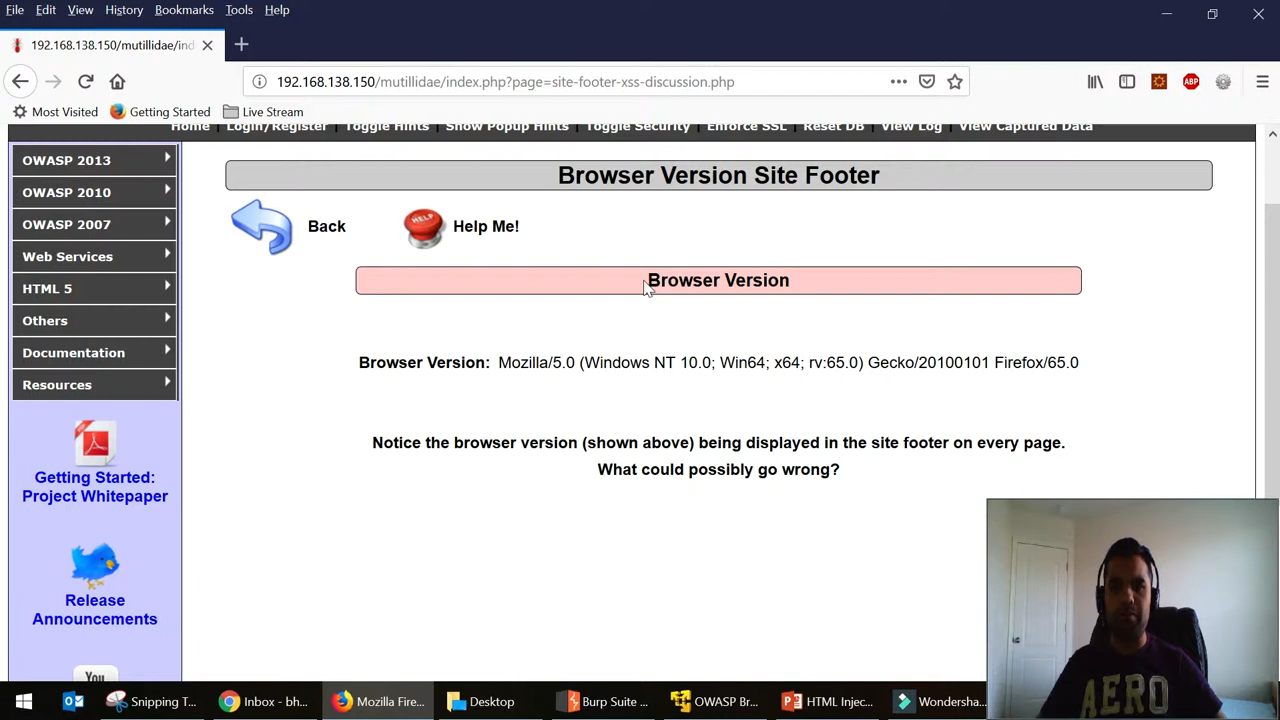 File Edit View History Bookmarks Tools Help
192.168.138.150/mutillidae/ind
192.168.138.150/mutillidae/index.php?page=site-footer-xss-discussion.php
ABP
Most Visited Getting Started Live Stream
Home Login/Register Toggle Hints Show Popup Hints Toggle Security Enforce SSL Reset DB View Log View Captured Data
OWASP 2013
OWASP 2010
OWASP 2007
Web Services
HTML 5
Others
Documentation
Resources
Getting Started:
Project Whitepaper
Release
Announcements
You
Browser Version Site Footer
Back
HELP
Help Me!
Browser Version
Browser Version: Mozilla/5.0 (Windows NT 10.0; Win64; x64; rv:65.0) Gecko/20100101 Firefox/65.0
Notice the browser version (shown above) being displayed in the site footer on every page.
What could possibly go wrong?
AERO
Snipping T... Inbox - bh... Mozilla Fire... Desktop Burp Suite ... OWASP Br... HTML Injec... Wondersha...